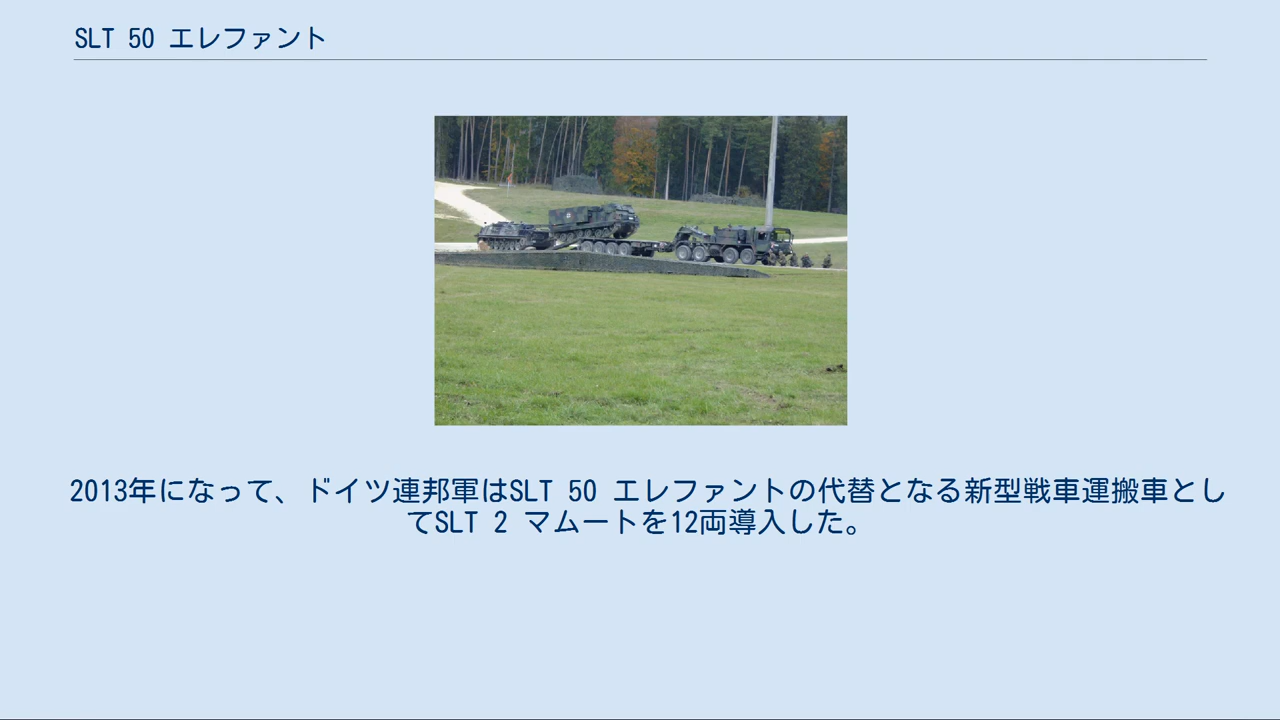 SLT 50 エレファント
2013年になって、ドイツ連邦軍はSLT 50 エレファントの代替となる新型戦車運搬車とし
てSLT 2 マムートを12両導入した。